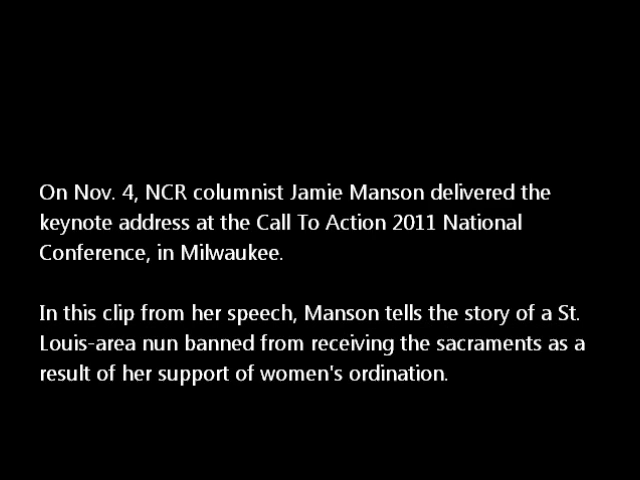 On Nov. 4, NCR columnist Jamie Manson delivered the
keynote address at the Call To Action 2011 National
Conference, in Milwaukee.
In this clip from her speech, Manson tells the story of a St.
Louis-area nun banned from receiving the sacraments as a
result of her support of women's ordination.